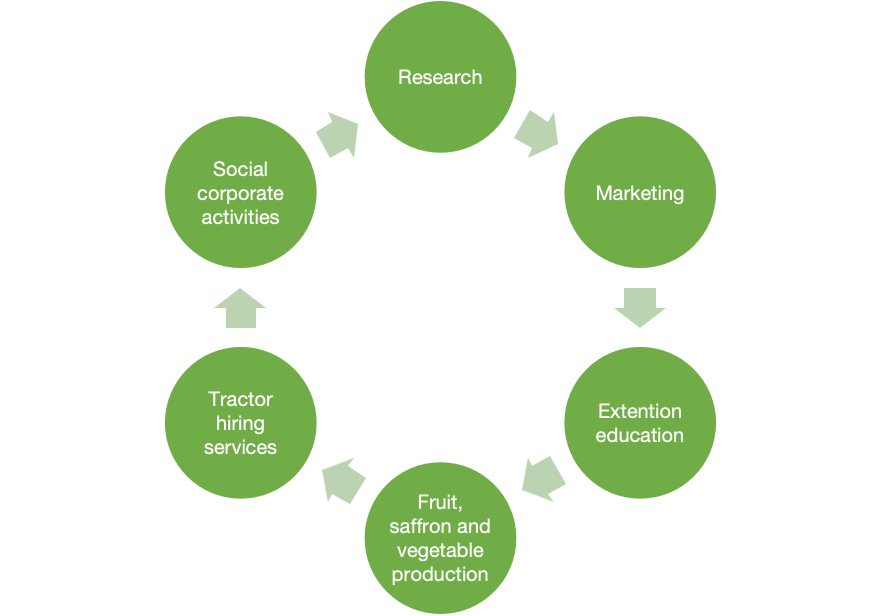 Research
Marketing
Extention
education
Fruit,
saffron and
vegetable
production
Tractor
hiring
services
Social
corporate
activities